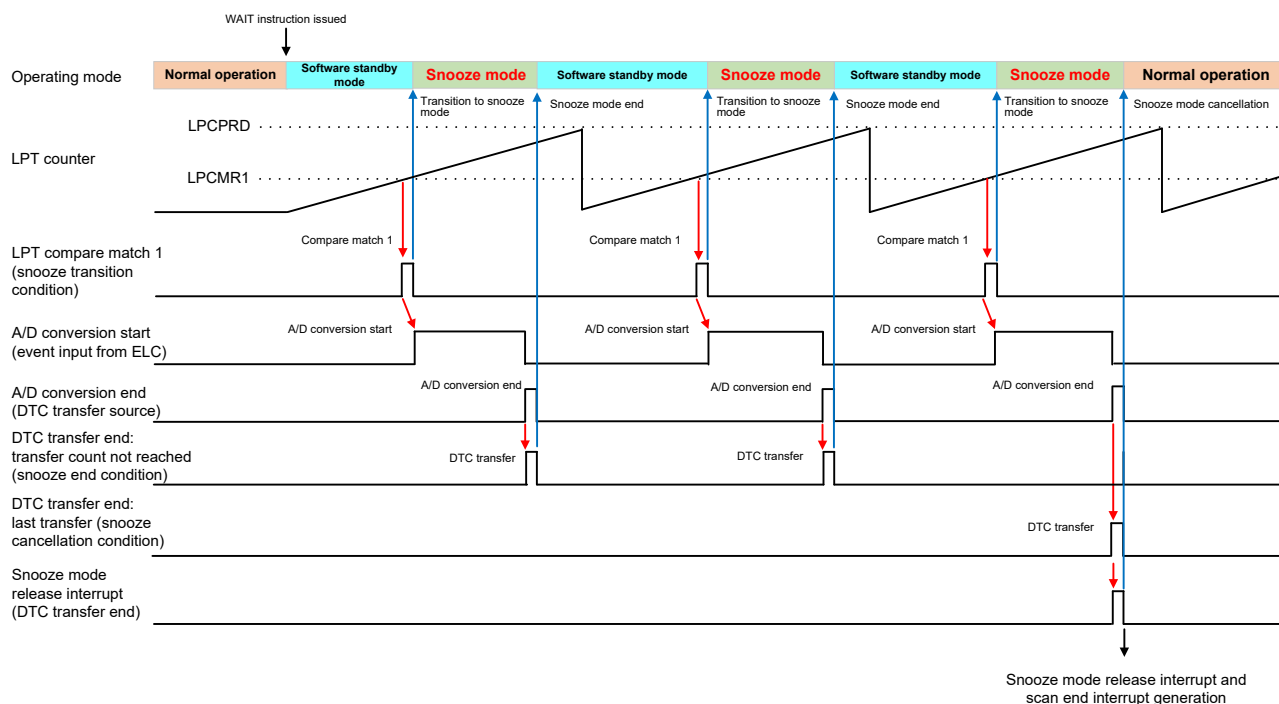 WAIT instruction issued
Operating mode
Normal operation
Software standby
mode
Snooze mode
Software standby mode
Snooze mode
Software standby mode
Snooze mode
Normal operation
Transition to snooze
mode
Snooze mode end
Transition to snooze
mode
Snooze mode end
Transition to snooze
mode
Snooze mode cancellation
LPT counter
LPCPRD
LPCMR1
LPT compare match 1
(snooze transition
condition)
Compare match 1
Compare match 1
Compare match 1
A/D conversion start
(event input from ELC)
A/D conversion start
A/D conversion start
A/D conversion start
A/D conversion end
(DTC transfer source)
A/D conversion end
A/D conversion end
A/D conversion end
DTC transfer end:
transfer count not reached
(snooze end condition)
DTC transfer
DTC transfer
DTC transfer end:
last transfer (snooze
cancellation condition)
DTC transfer
Snooze mode
release interrupt
(DTC transfer end)
Snooze mode release interrupt and
scan end interrupt generation